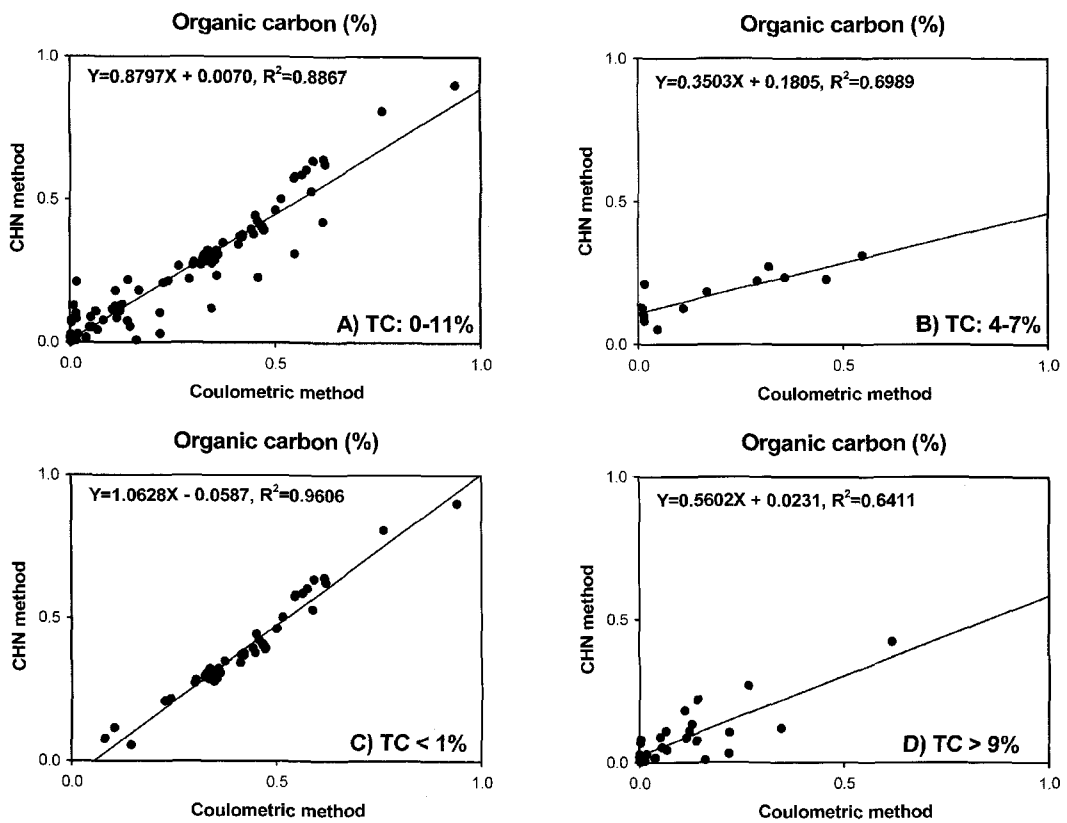 Organic carbon (%)
Y=0.8797X + 0.0070, R²=0.8867
1.0
0.5
0.0
CHN method
A) TC: 0-11%
0.0 0.5 1.0
Coulometric method
Organic carbon (%)
Y=0.3503X + 0.1805, R²=0.6989
1.0
0.5
0.0
CHN method
B) TC: 4-7%
0.0 0.5 1.0
Coulometric method
Organic carbon (%)
Y=1.0628X - 0.0587, R²=0.9606
1.0
0.5
0.0
CHN method
C) TC < 1%
0.0 0.5 1.0
Coulometric method
Organic carbon (%)
Y=0.5602X + 0.0231, R²=0.6411
1.0
0.5
0.0
CHN method
D) TC > 9%
0.0 0.5 1.0
Coulometric method